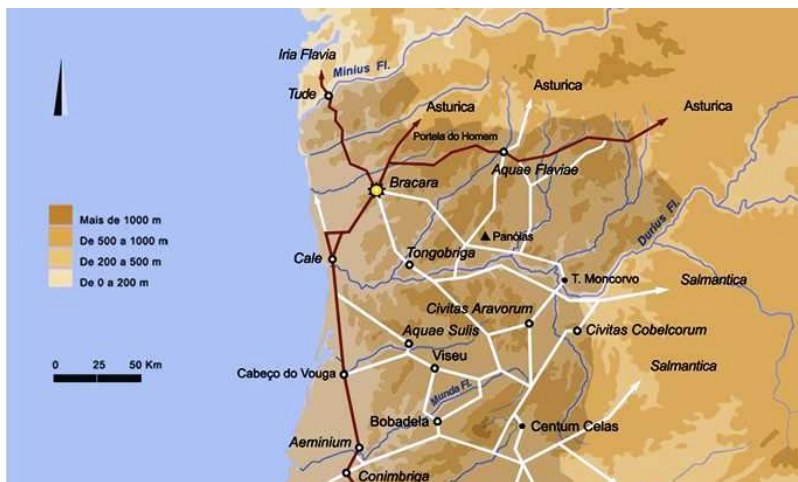 Iria Flavia
Minius Fl.
Tude
Asturica
Asturica
Asturica
Portela do Homem
Aquae Flaviae
Bracara
Durius Fl.
Panóias
Mais de 1000 m
De 500 a 1000 m
De 200 a 500 m
De 0 a 200 m
Cale
Tongobriga
T. Moncorvo
Salmantica
Civitas Aravorum
Aquae Sulis
Civitas Cobelcorum
Viseu
0 25 50 Km
Cabeço do Vouga
Salmantica
Munda Fl.
Bobadela
Centum Celas
Aeminium
Conimbriga